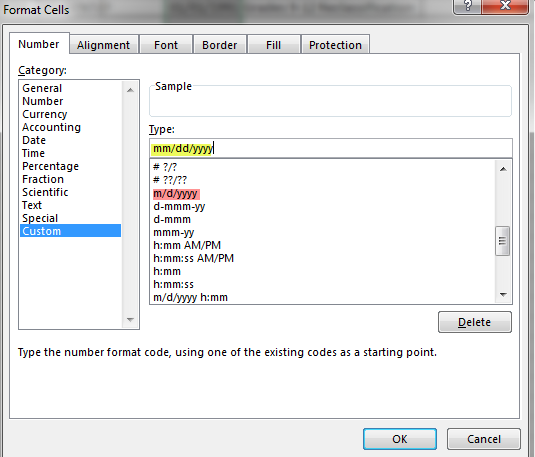 Format Cells
Number Alignment Font Border Fill Protection
Category:
General
Number
Currency
Accounting
Date
Time
Percentage
Fraction
Scientific
Text
Special
Custom
Sample
Type:
mm/dd/yyyy
# ?/?
# ??/??
m/d/yyyy
d-mmm-yy
d-mmm
mmm-yy
h:mm AM/PM
h:mm:ss AM/PM
h:mm
h:mm:ss
m/d/yyyy h:mm
Delete
Type the number format code, using one of the existing codes as a starting point.
OK Cancel